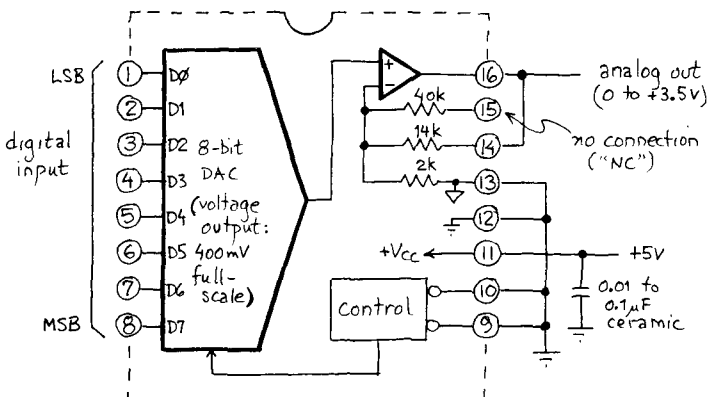 LSB
digital
input
MSB
1
2
3
4
5
6
7
8
DØ
D1
D2
D3
D4
D5
D6
D7
8-bit
DAC
(voltage
output:
400mV
full-
scale)
+
−
40k
14k
2k
16
15
14
13
12
11
10
9
+Vcc
control
analog out
(0 to +3.5V)
no connection
("NC")
+5V
0.01 to
0.1μF
ceramic